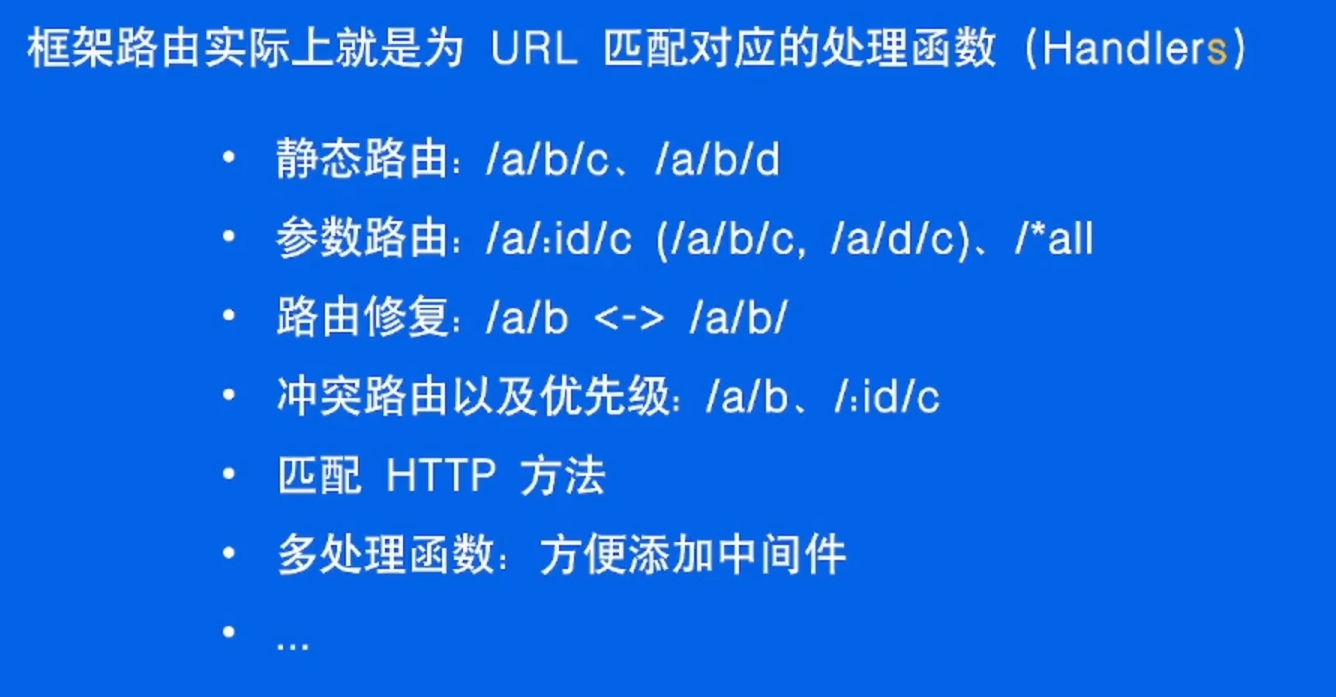 框架路由实际上就是为 URL 匹配对应的处理函数 (Handlers)
• 静态路由: /a/b/c、/a/b/d
• 参数路由: /a/:id/c (/a/b/c, /a/d/c)、/*all
• 路由修复: /a/b <-> /a/b/
• 冲突路由以及优先级: /a/b、/:id/c
• 匹配 HTTP 方法
• 多处理函数: 方便添加中间件
• ...